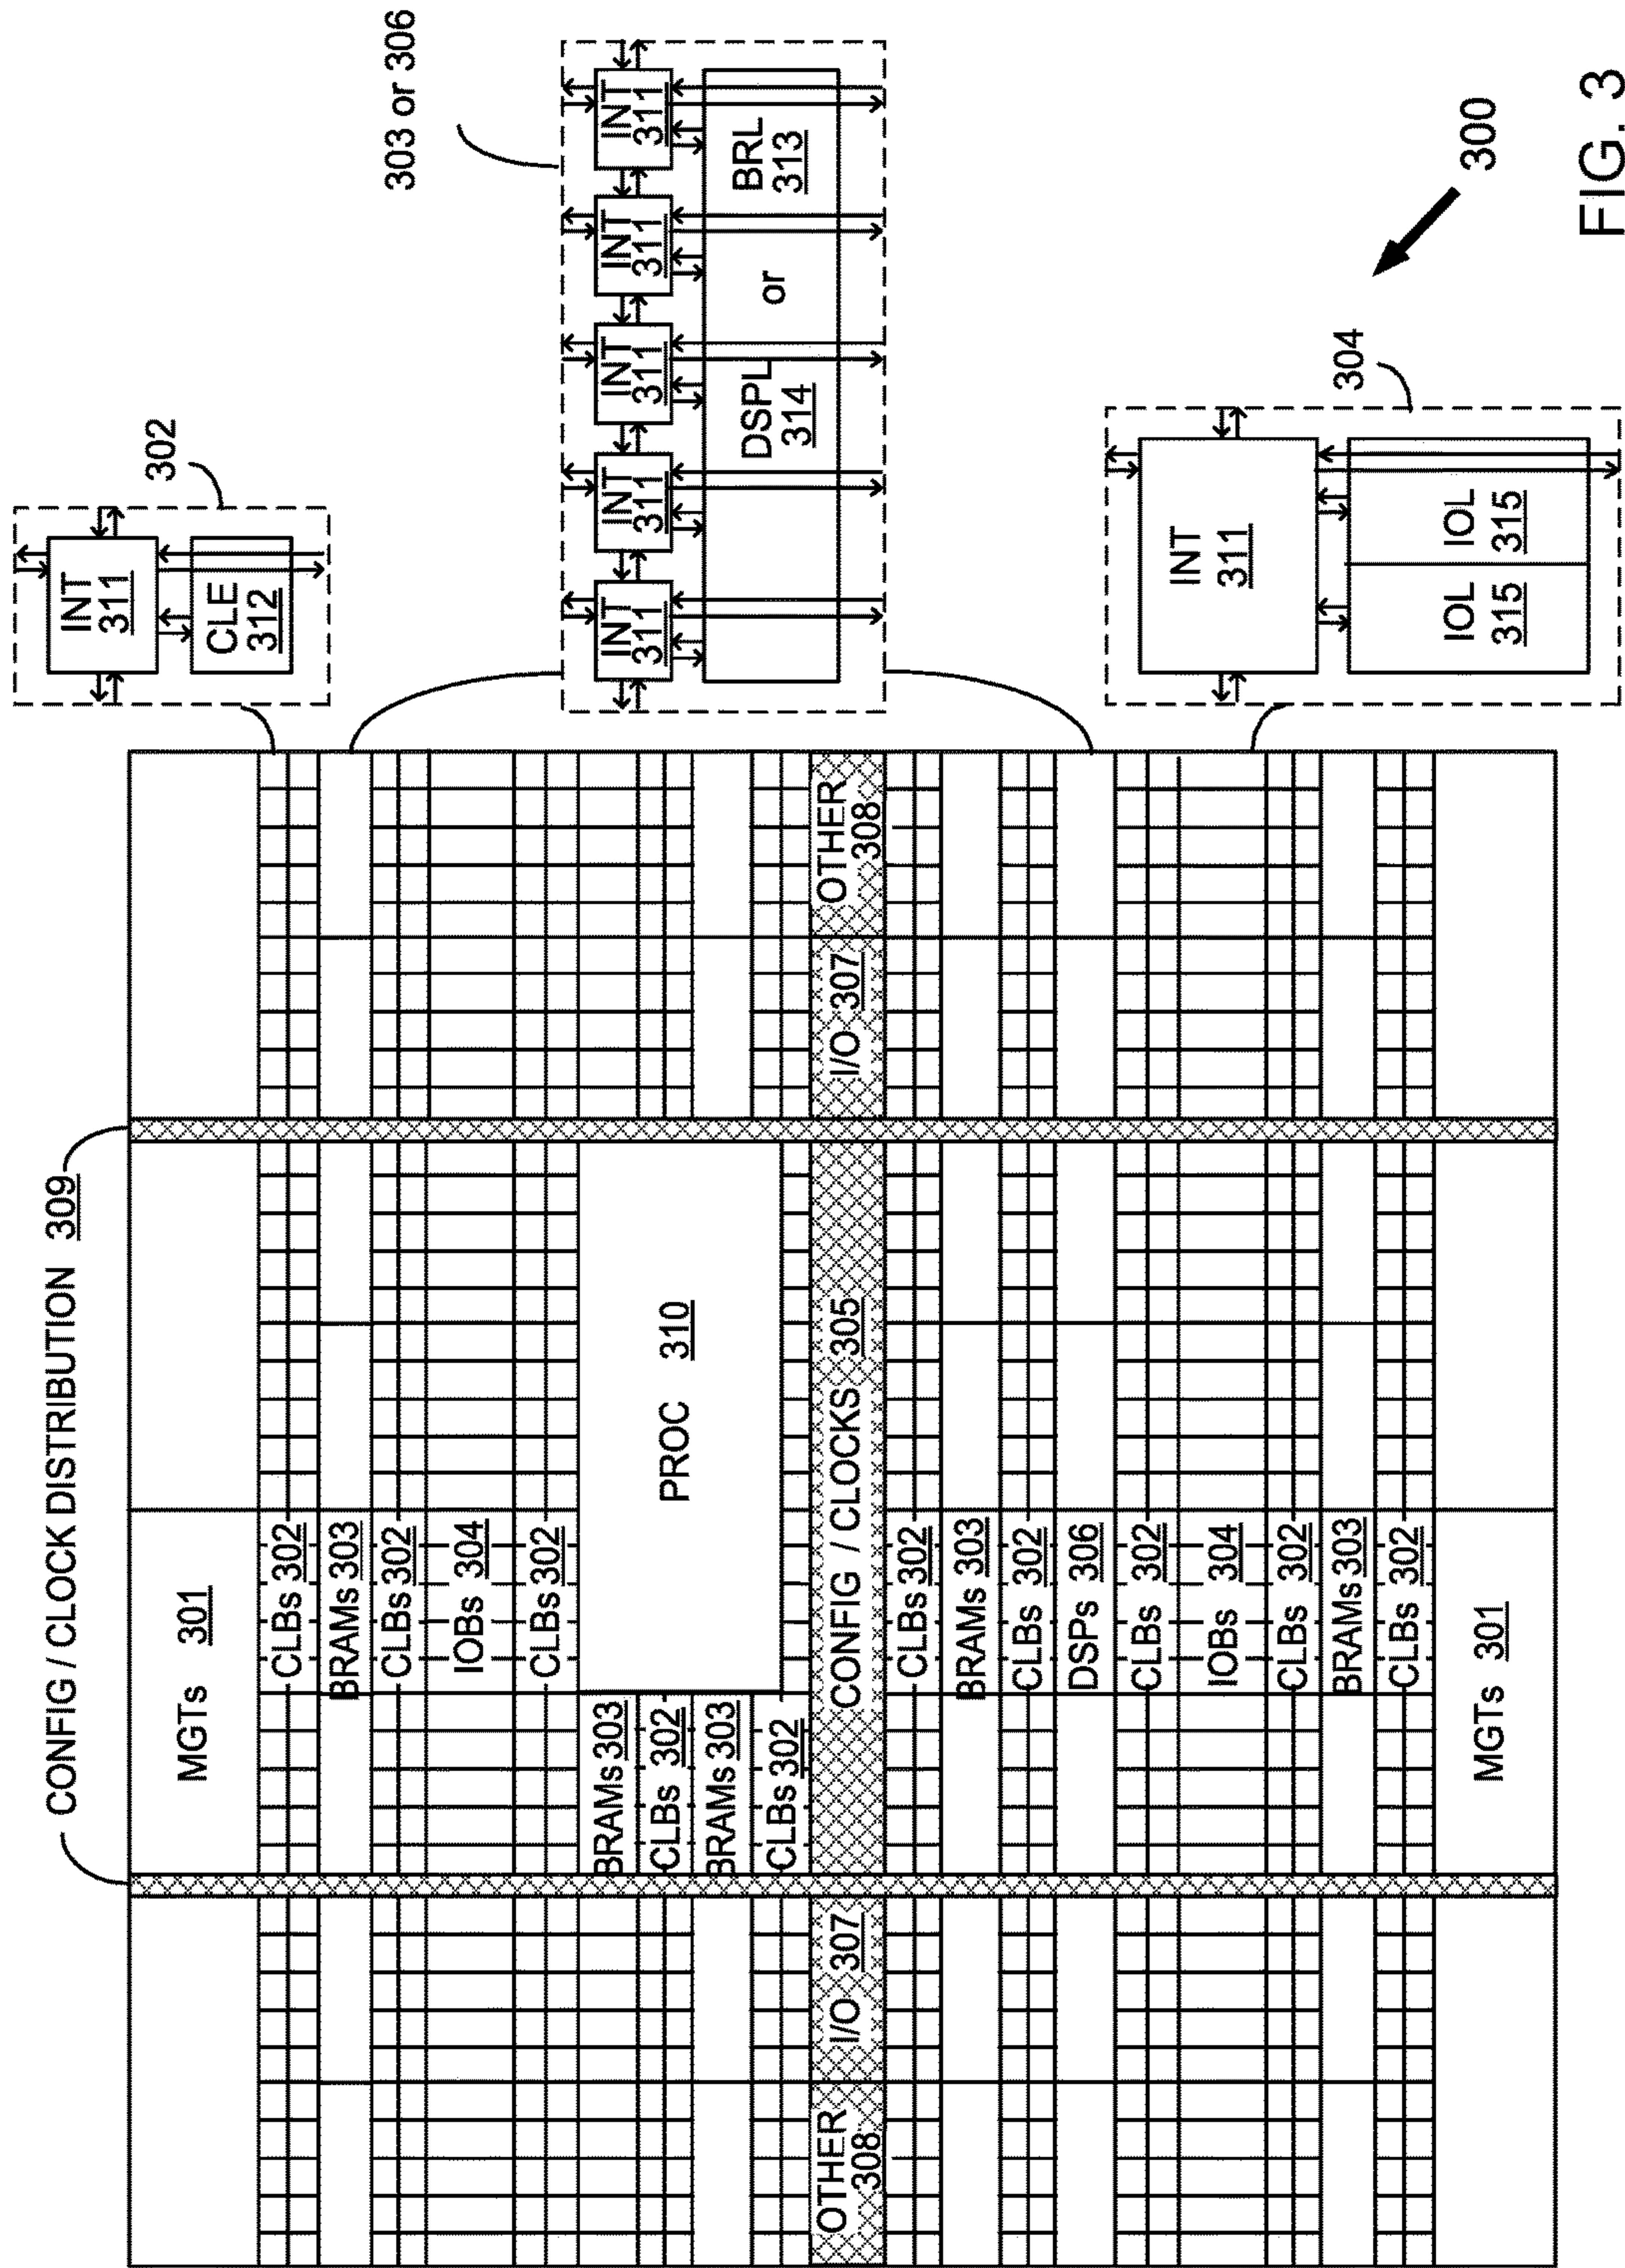 CONFIG / CLOCK DISTRIBUTION 309
MGTs 301
CLBs 302
BRAMs 303
CLBs 302
IOBs 304
CLBs 302
BRAMs 303
CLBs 302
BRAMs 303
CLBs 302
PROC 310
OTHER
308
I/O 307
CONFIG / CLOCKS 305
I/O 307
OTHER
308
CLBs 302
BRAMs 303
CLBs 302
DSPs 306
CLBs 302
IOBs 304
CLBs 302
BRAMs 303
CLBs 302
MGTs 301
302
INT
311
CLE
312
303 or 306
INT
311
INT
311
INT
311
INT
311
INT
311
DSPL
314
or
BRL
313
304
INT
311
IOL
315
IOL
315
300
FIG. 3